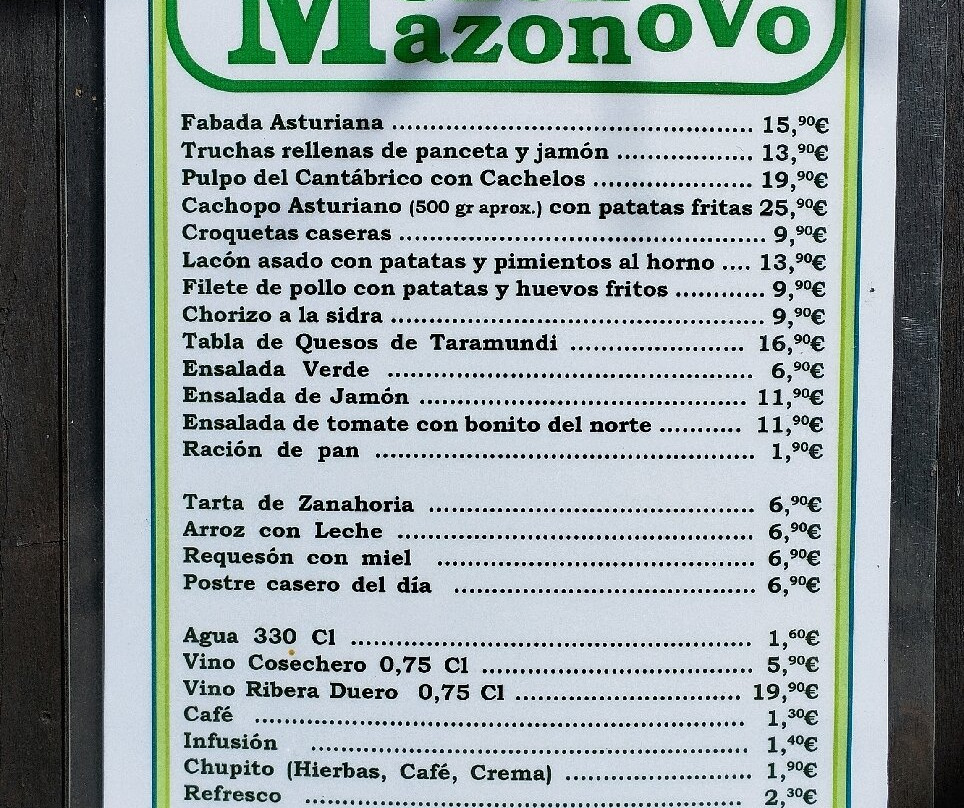 Mazonovo
Fabada Asturiana ........................................................ 15,90€
Truchas rellenas de panceta y jamón ..................... 13,90€
Pulpo del Cantábrico con Cachelos ........................ 19,90€
Cachopo Asturiano (500 gr aprox.) con patatas fritas 25,90€
Croquetas caseras ......................................................... 9,90€
Lacón asado con patatas y pimientos al horno .... 13,90€
Filete de pollo con patatas y huevos fritos ............ 9,90€
Chorizo a la sidra .......................................................... 9,90€
Tabla de Quesos de Taramundi ........................... 16,90€
Ensalada Verde ......................................................... 6,90€
Ensalada de Jamón .................................................. 11,90€
Ensalada de tomate con bonito del norte ........... 11,90€
Ración de pan ........................................................... 1,90€
Tarta de Zanahoria .................................................. 6,90€
Arroz con Leche ....................................................... 6,90€
Requesón con miel ................................................. 6,90€
Postre casero del día .............................................. 6,90€
Agua 330 Cl .............................................................. 1,60€
Vino Cosechero 0,75 Cl .......................................... 5,90€
Vino Ribera Duero 0,75 Cl ................................... 19,90€
Café ........................................................................... 1,30€
Infusión .................................................................... 1,40€
Chupito (Hierbas, Café, Crema) ............................ 1,90€
Refresco .................................................................... 2,30€